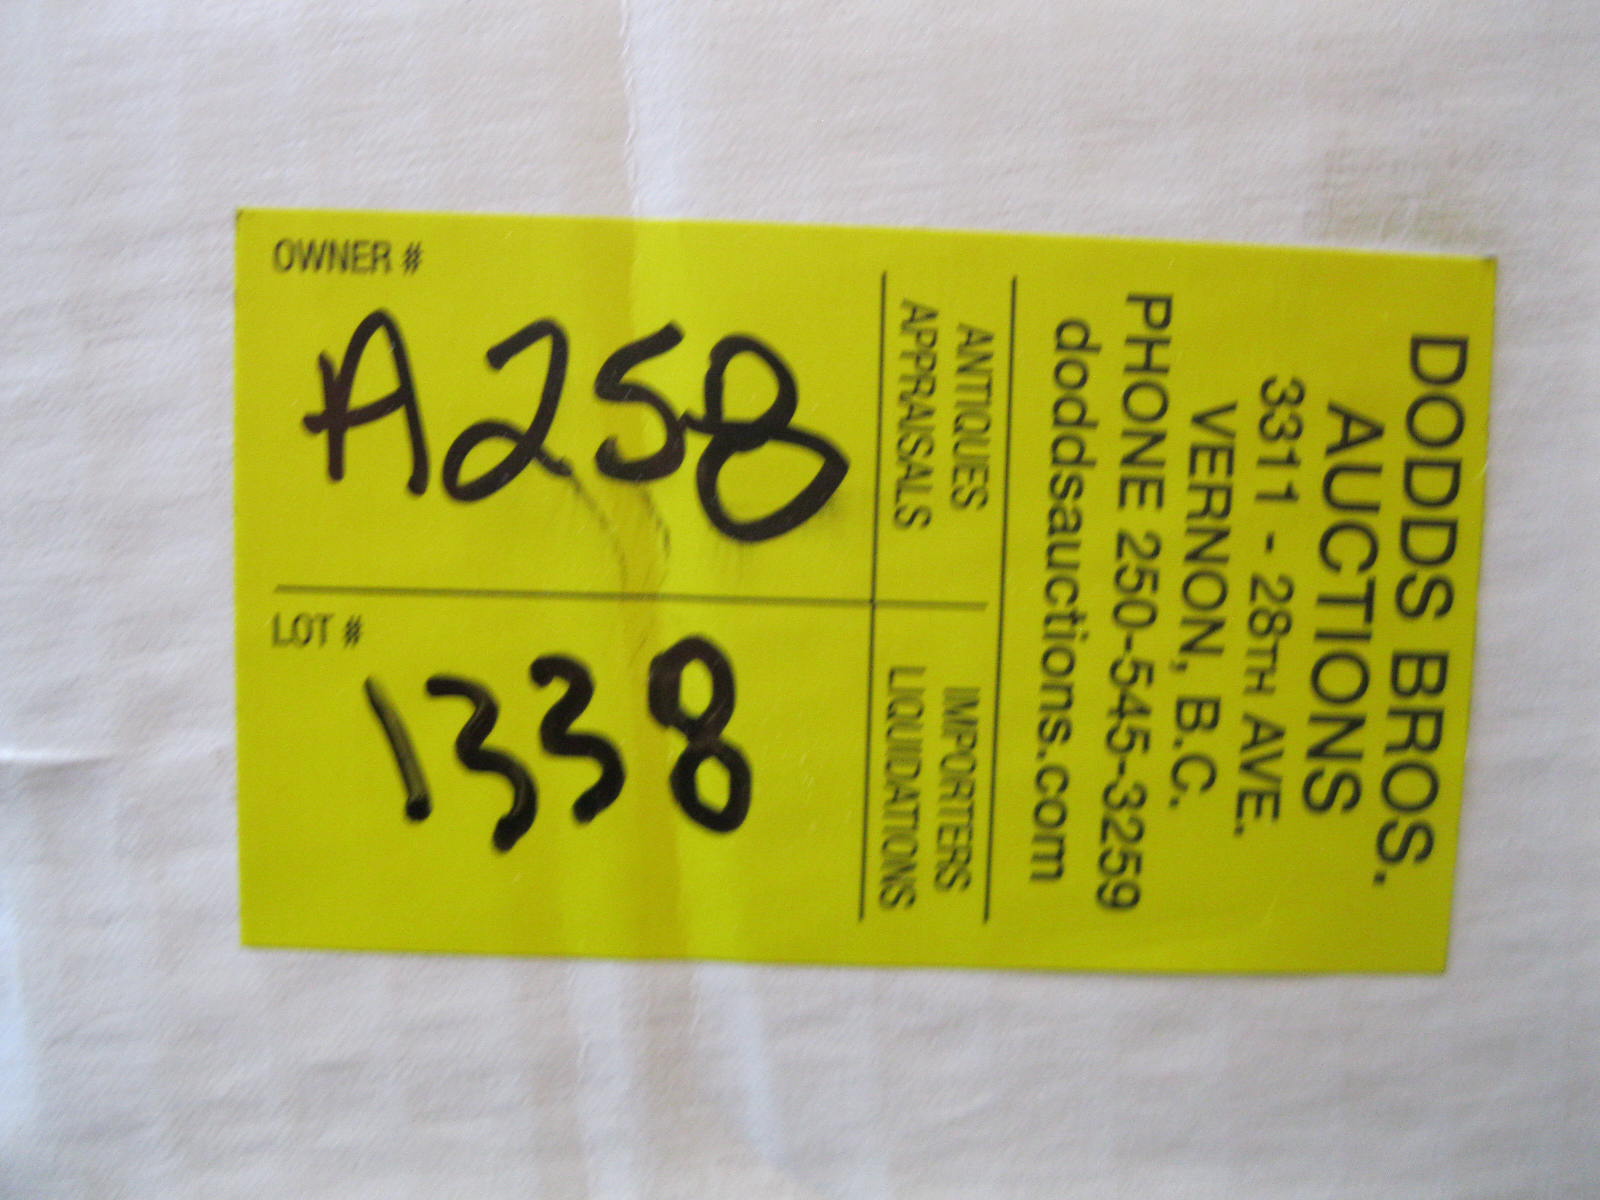 DODDS BROS.
AUCTIONS
3311 - 28TH AVE.
VERNON, B.C.
PHONE 250-545-3259
doddsauctions.com
ANTIQUES
APPRAISALS
IMPORTERS
LIQUIDATIONS
OWNER #
A258
LOT #
1338